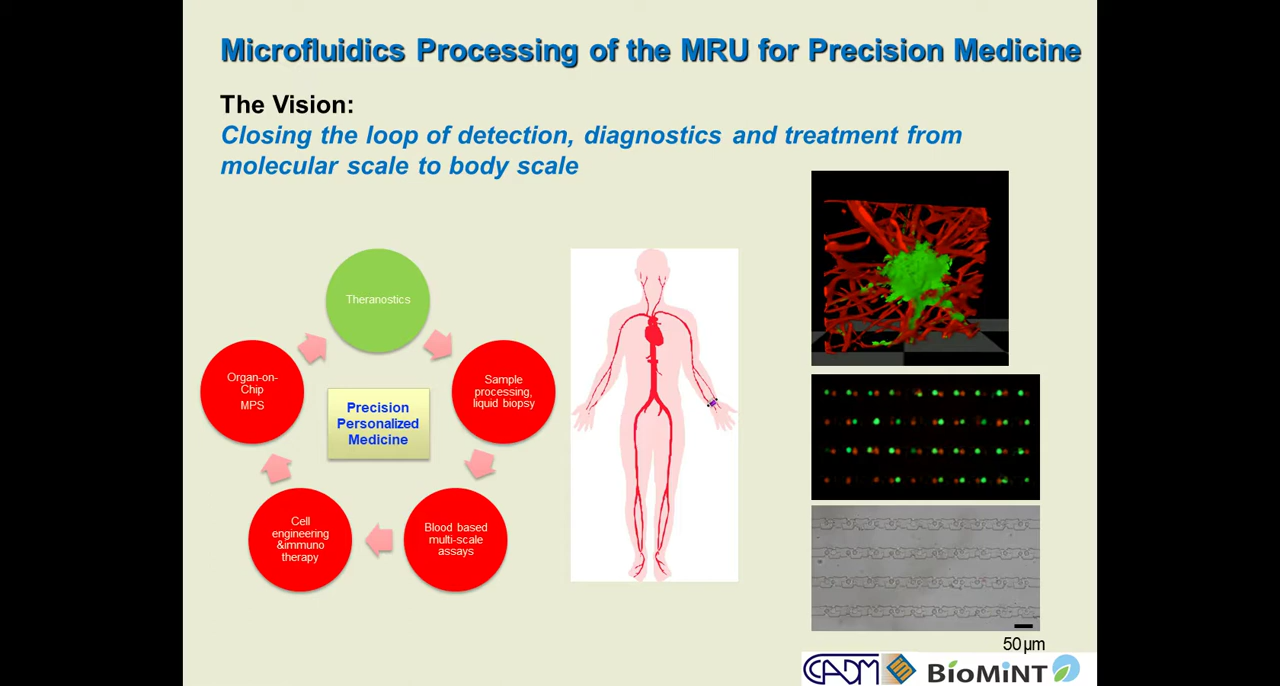 Microfluidics Processing of the MRU for Precision Medicine
The Vision:
Closing the loop of detection, diagnostics and treatment from
molecular scale to body scale
Theranostics
Sample
processing,
liquid biopsy
Blood based
multi-scale
assays
Cell
engineering
&immuno
therapy
Organ-on-
Chip
MPS
Precision
Personalized
Medicine
50 µm
CADM
BioMiNT